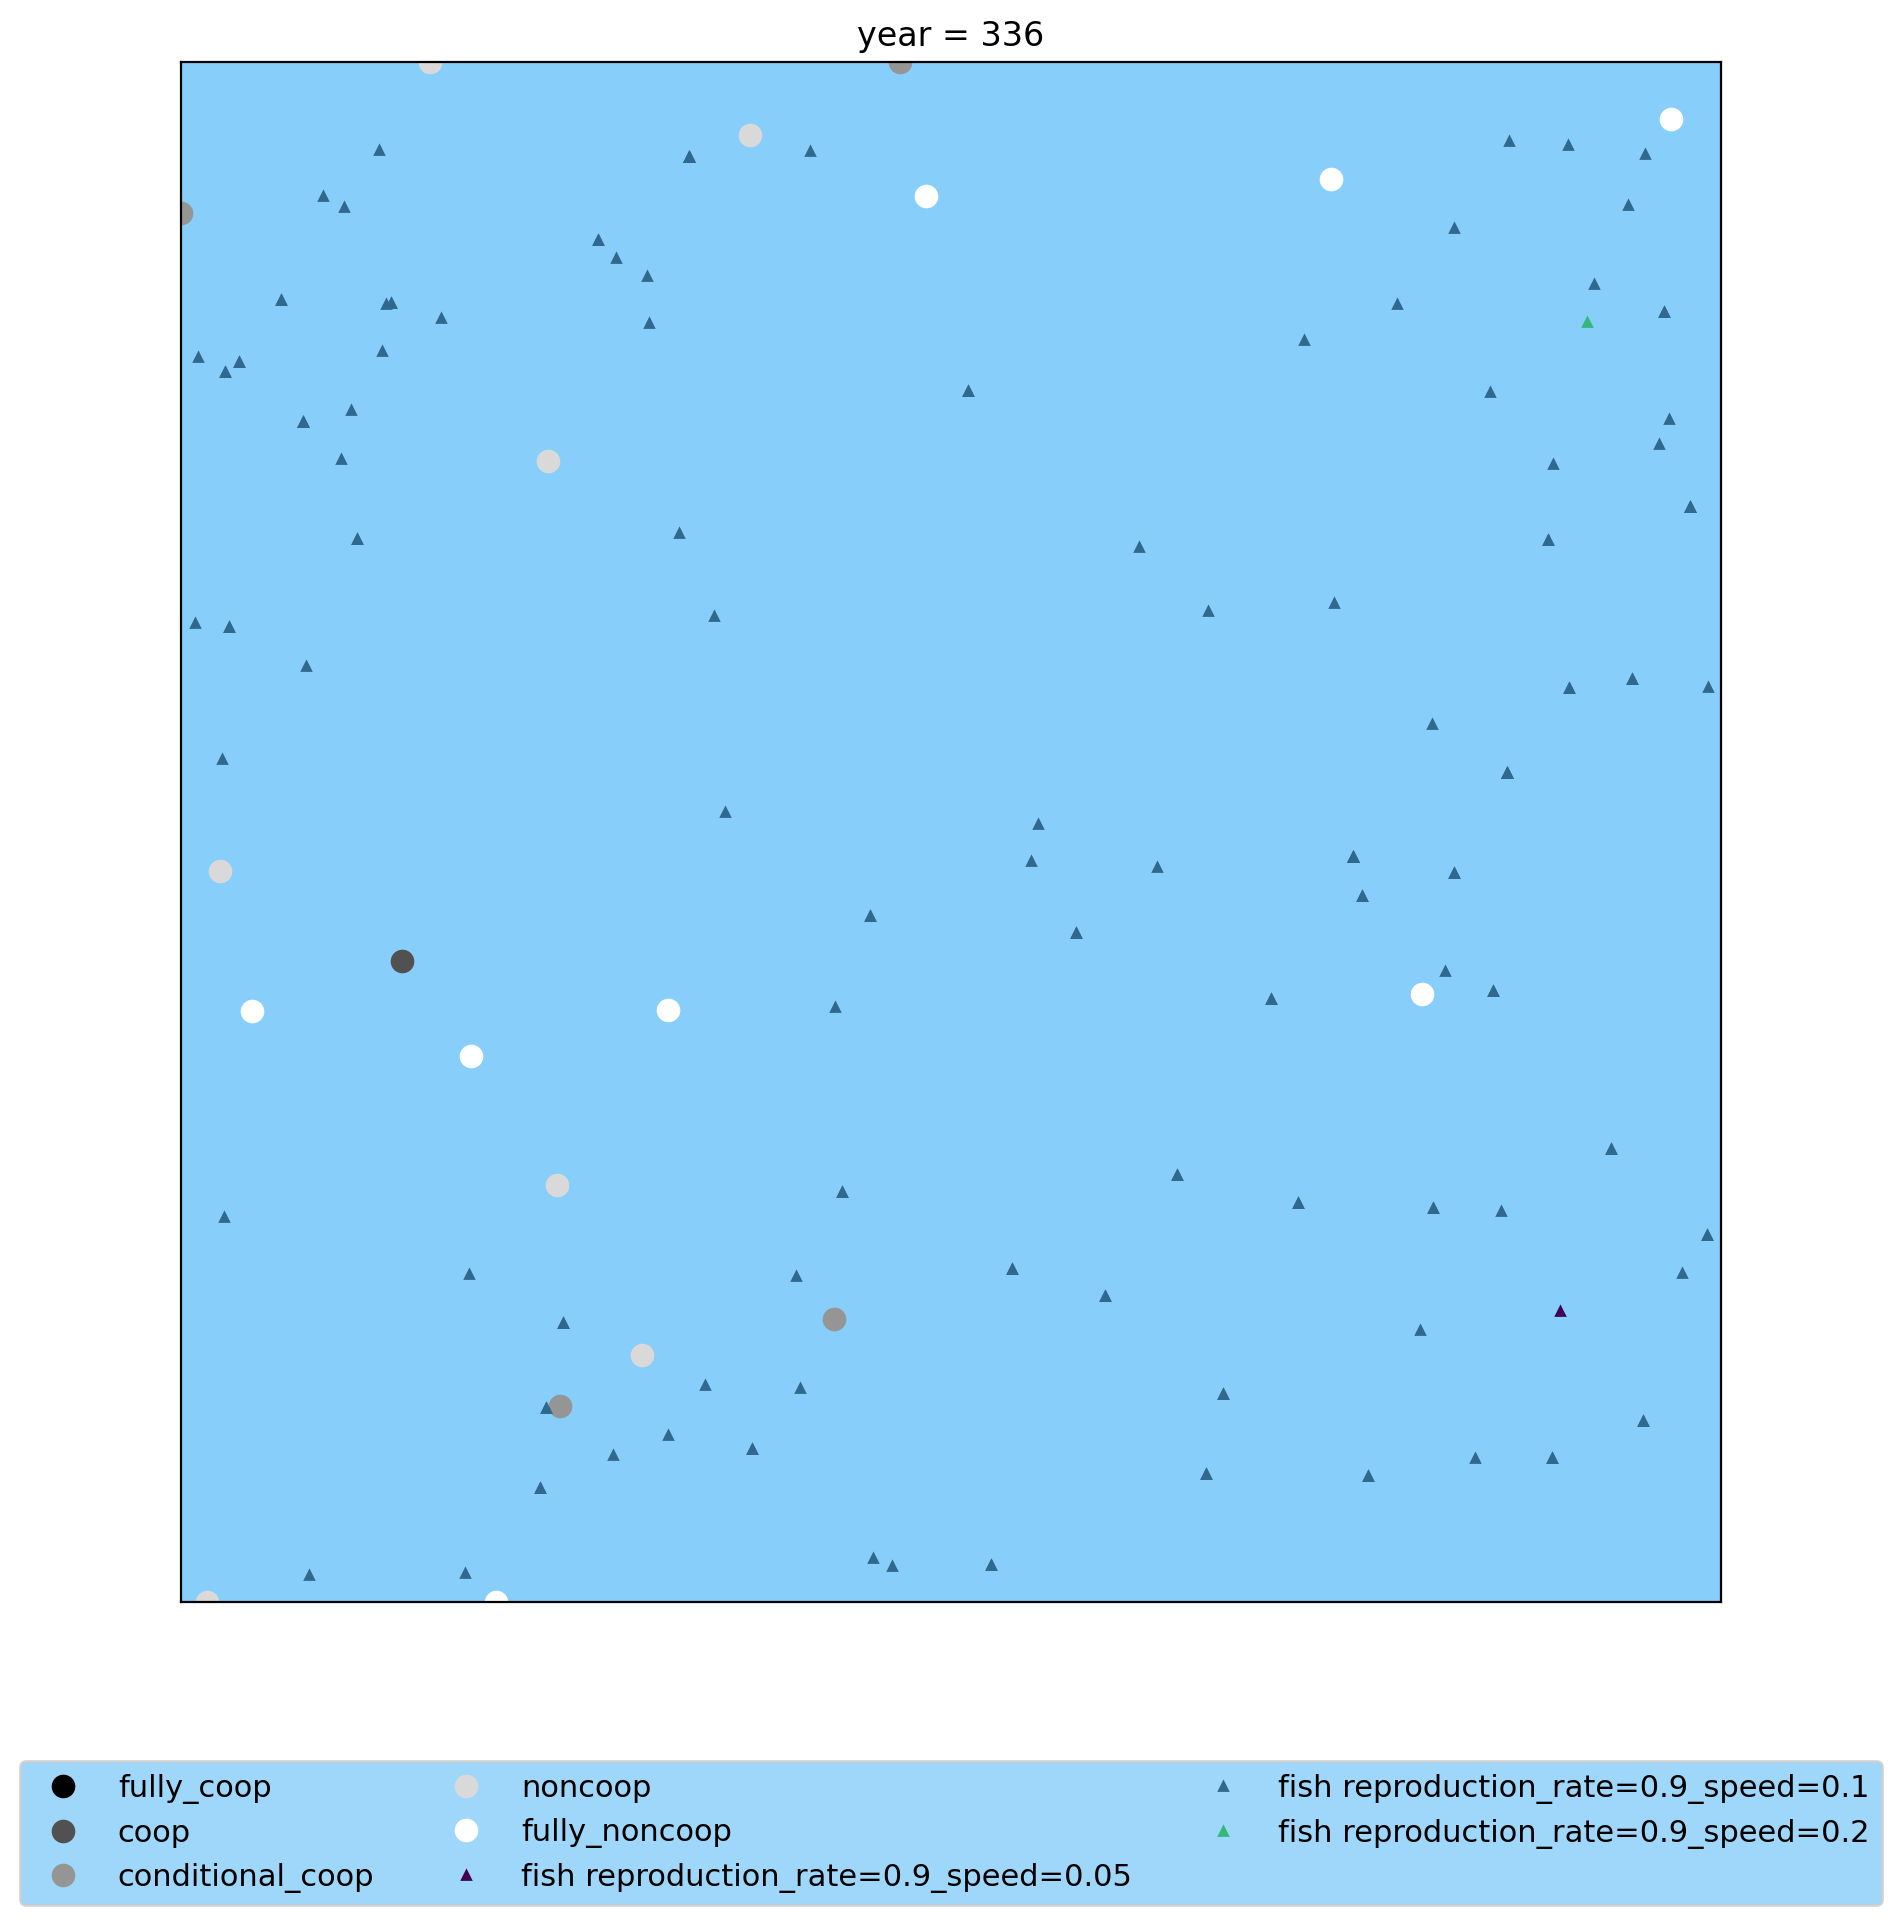 year = 336
fully_coop
coop
conditional_coop
noncoop
fully_noncoop
fish reproduction_rate=0.9_speed=0.05
fish reproduction_rate=0.9_speed=0.1
fish reproduction_rate=0.9_speed=0.2